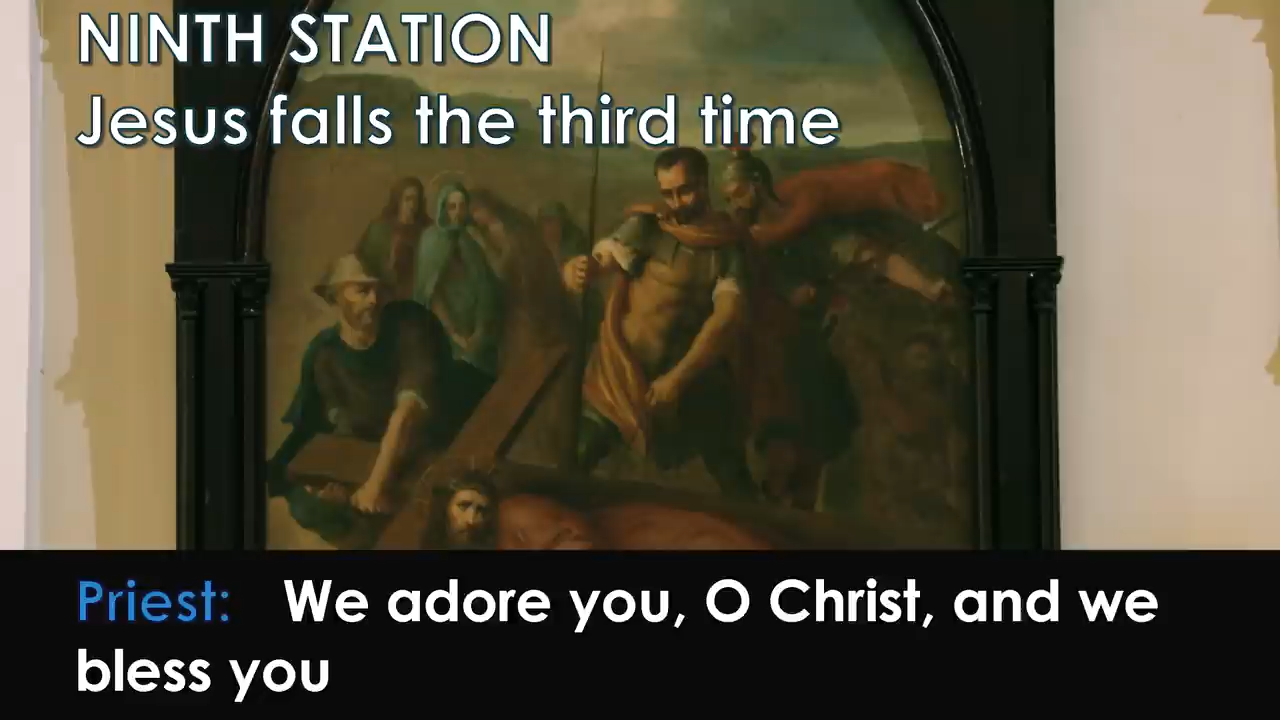 NINTH STATION
Jesus falls the third time
Priest: We adore you, O Christ, and we
bless you